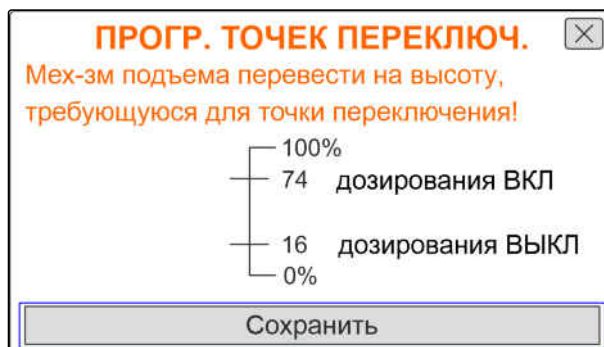 ПРОГР. ТОЧЕК ПЕРЕКЛЮЧ.
Мех-зм подъема перевести на высоту,
требующуюся для точки переключения!
100%
74 дозирования ВКЛ
16 дозирования ВЫКЛ
0%
Сохранить